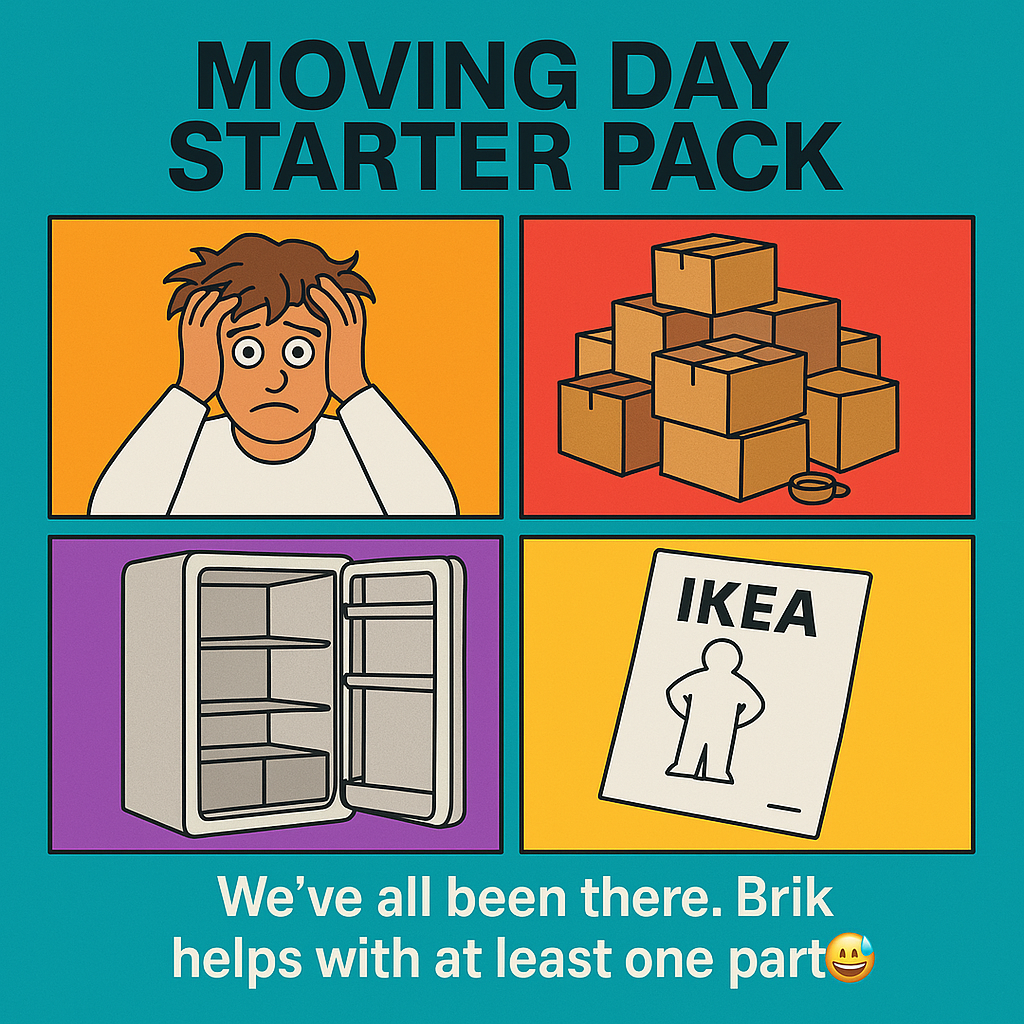 MOVING DAY
STARTER PACK
IKEA
We’ve all been there. Brik
helps with at least one part😅